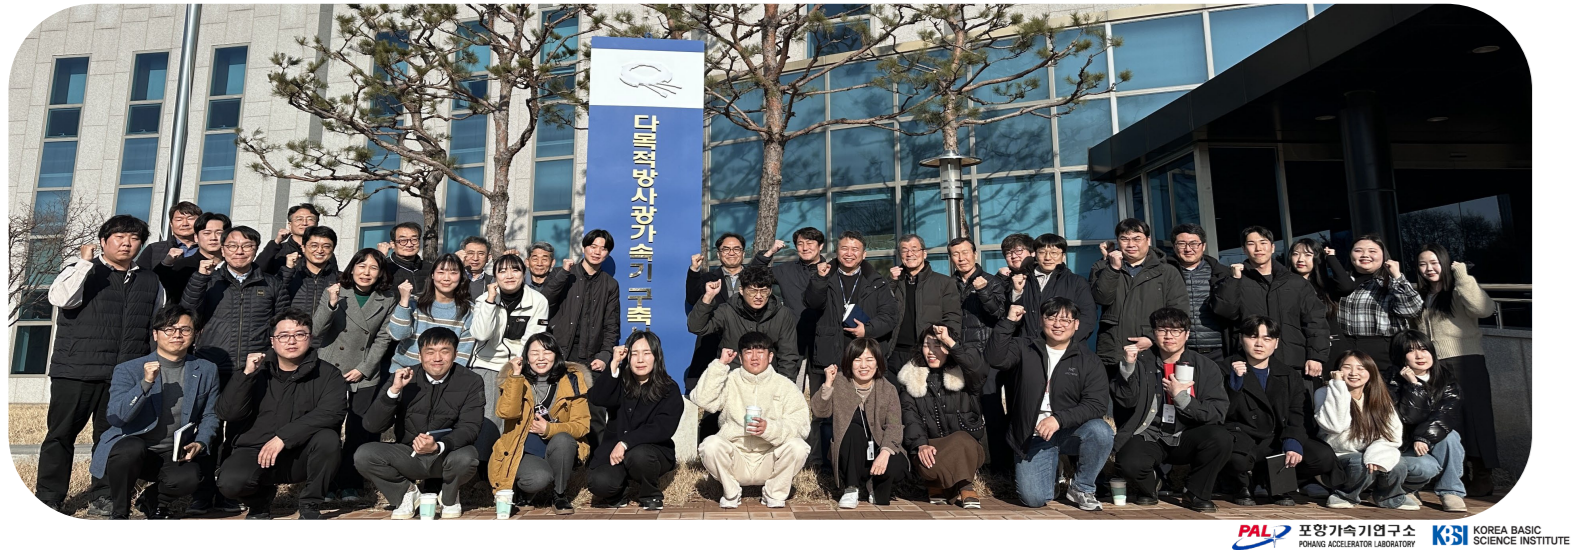 다목적방사광가속기구축
PAL
포항가속기연구소
POHANG ACCELERATOR LABORATORY
KBSI
KOREA BASIC
SCIENCE INSTITUTE